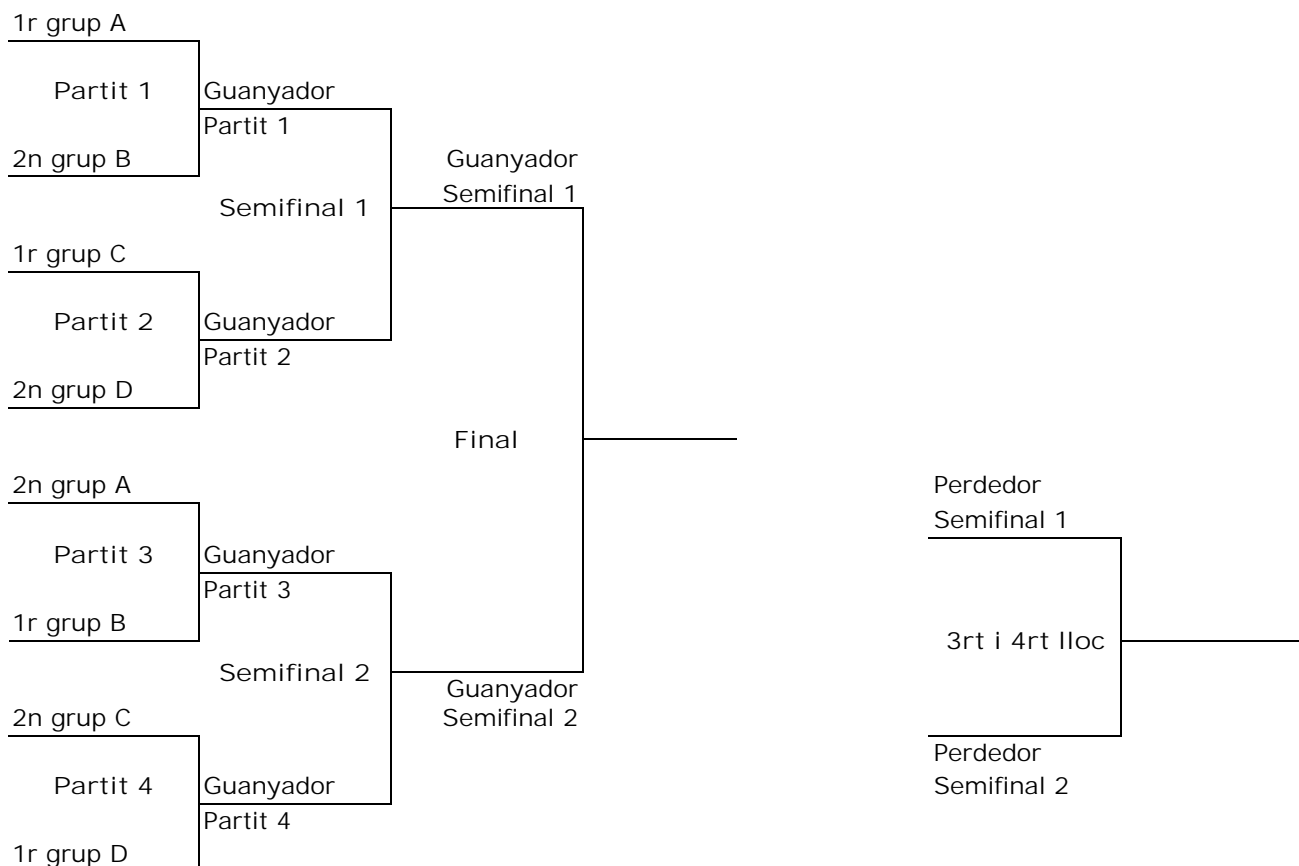 1r grup A
Partit 1
Guanyador
Partit 1
2n grup B
Guanyador
Semifinal 1
Semifinal 1
1r grup C
Partit 2
Guanyador
Partit 2
2n grup D
Final
2n grup A
Partit 3
Guanyador
Partit 3
1r grup B
Semifinal 2
Guanyador
Semifinal 2
2n grup C
Partit 4
Guanyador
Partit 4
1r grup D
Perdedor
Semifinal 1
3rt i 4rt lloc
Perdedor
Semifinal 2